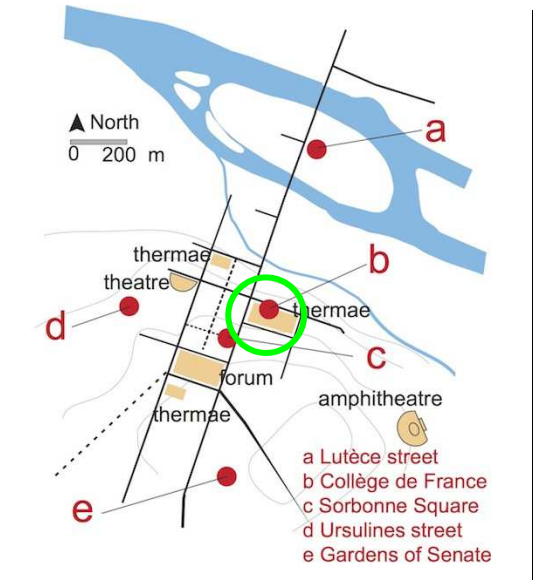 North
0 200 m
a
thermae
b
theatre
thermae
d
c
forum
amphitheatre
thermae
e
a Lutèce street
b Collège de France
c Sorbonne Square
d Ursulines street
e Gardens of Senate